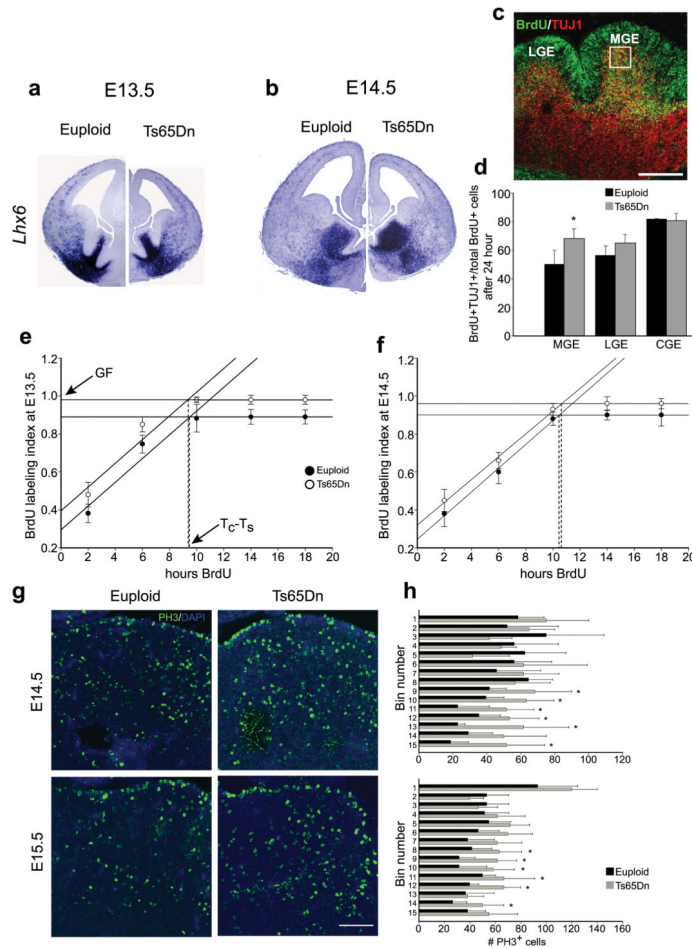 a
E13.5
Euploid
Ts65Dn
Lhx6
b
E14.5
Euploid
Ts65Dn
c
BrdU/TUJ1
LGE
MGE
d
BrdU+TUJ1+/total BrdU+ cells
after 24 hour
100
80
60
40
20
0
*
Euploid
Ts65Dn
MGE
LGE
CGE
e
BrdU labeling index at E13.5
1.2
1.0
0.8
0.6
0.4
0.2
GF
Euploid
Ts65Dn
TC-TS
0 2 4 6 8 10 12 14 16 18 20
hours BrdU
f
BrdU labeling index at E14.5
1.2
1.0
0.8
0.6
0.4
0.2
0 2 4 6 8 10 12 14 16 18 20
hours BrdU
g
Euploid
Ts65Dn
PH3/DAPI
E14.5
E15.5
h
Bin number
1
2
3
4
5
6
7
8
9 *
10 *
11 *
12 *
13 *
14
15 *
0 20 40 60 80 100 120
Bin number
1
2
3
4
5
6
7
8 *
9 *
10 *
11 *
12 *
13
14 *
15
Euploid
Ts65Dn
0 20 40 60 80 100 120 140 160
# PH3+ cells